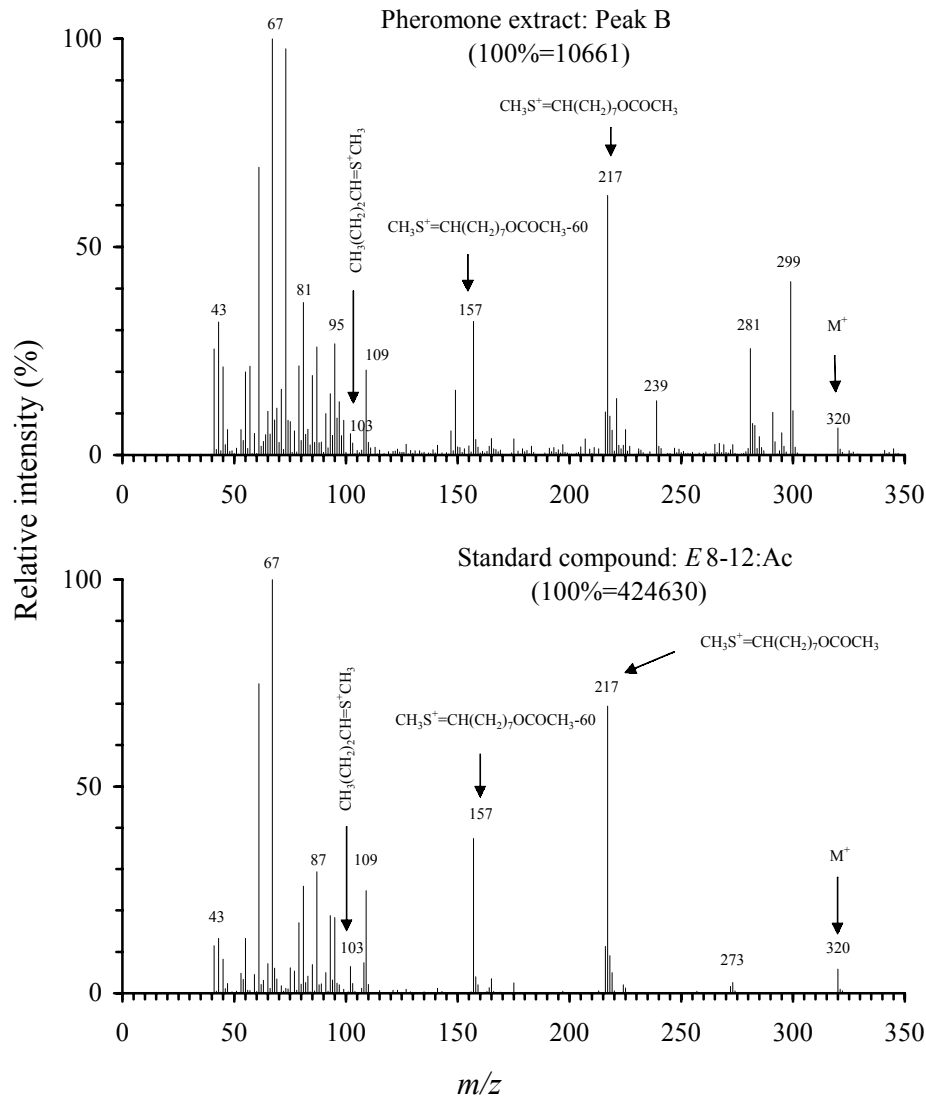 Pheromone extract: Peak B
(100%=10661)
Relative intensity (%)
100
50
0
67
43
81
95
109
103
157
217
239
281
299
320
CH₃(CH₂)₂CH=S⁺CH₃
CH₃S⁺=CH(CH₂)₇OCOCH₃-60
CH₃S⁺=CH(CH₂)₇OCOCH₃
M⁺
0 50 100 150 200 250 300 350
Standard compound: E 8-12:Ac
(100%=424630)
100
50
0
67
43
87
109
103
157
217
273
320
CH₃(CH₂)₂CH=S⁺CH₃
CH₃S⁺=CH(CH₂)₇OCOCH₃-60
CH₃S⁺=CH(CH₂)₇OCOCH₃
M⁺
0 50 100 150 200 250 300 350
m/z